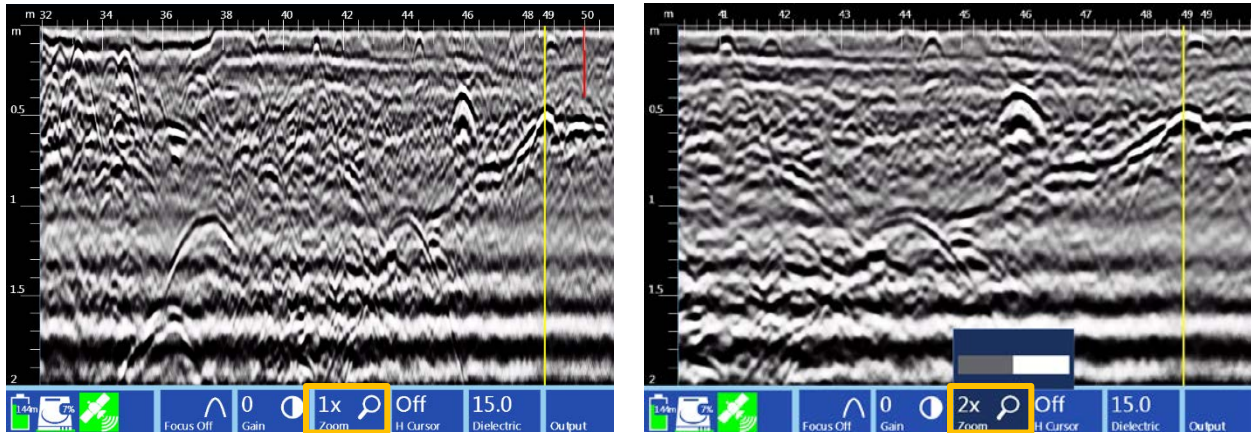 m 32 34 36 38 40 42 44 46 48 49 50
m
0.5
1
1.5
2
144m 7% Focus Off 0 Gain 1x Zoom Off H Cursor 15.0 Dielectric Output
m 41 42 43 44 45 46 47 48 49 49
m
0.5
1
1.5
2
144m 7% Focus Off 0 Gain 2x Zoom Off H Cursor 15.0 Dielectric Output